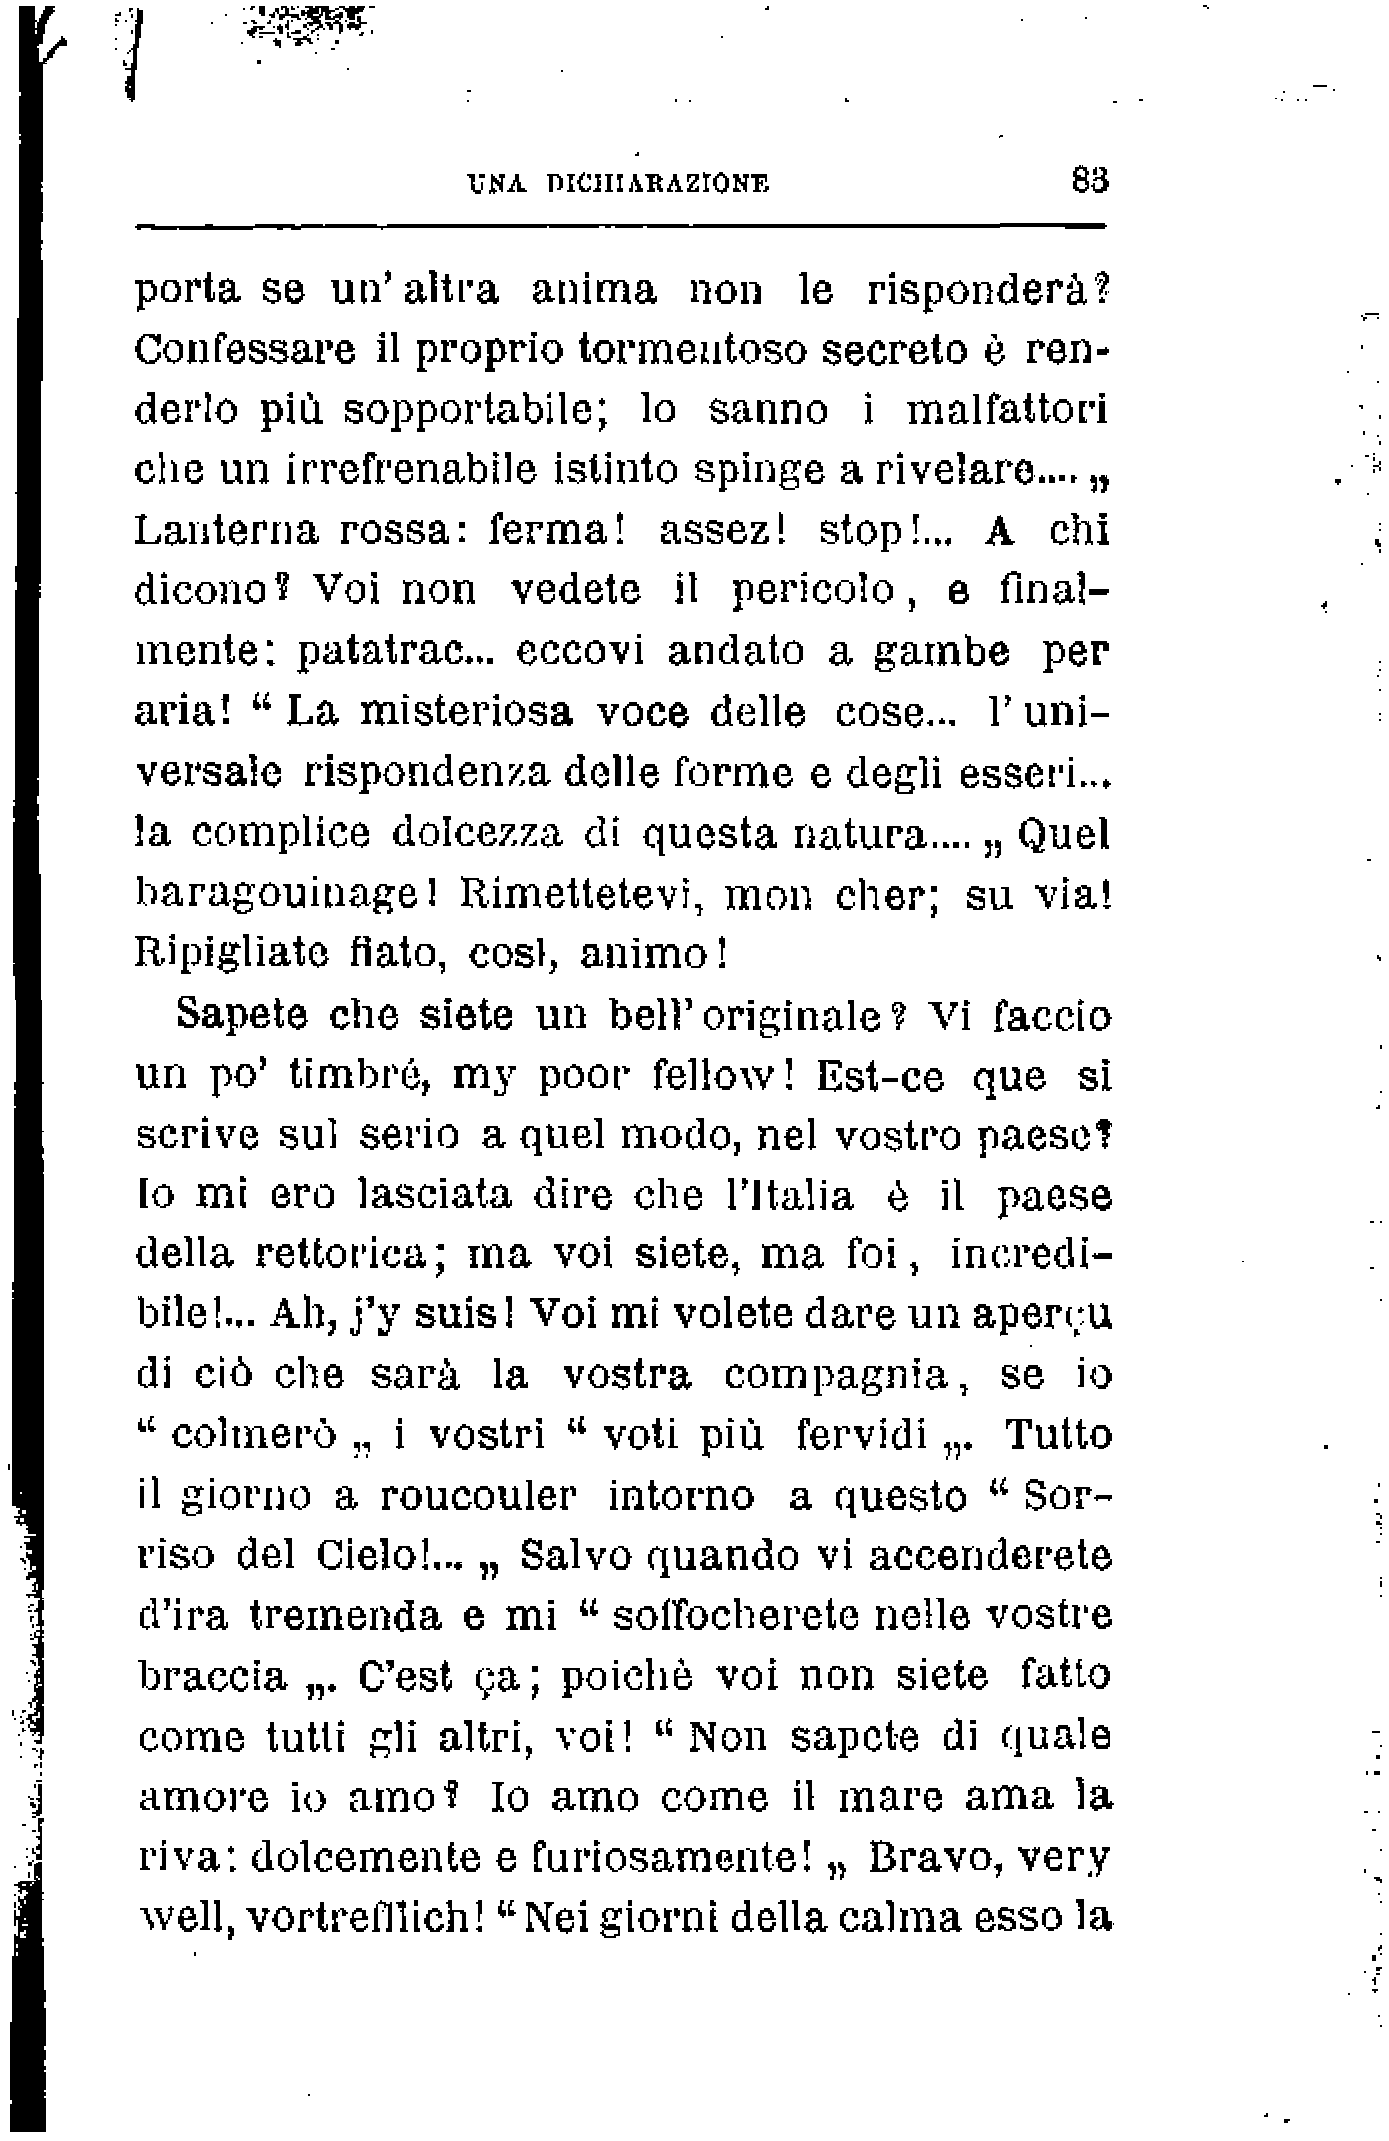 UNA DICHIARAZIONE 83
porta se un' altra anima non le risponderà?
Confessare il proprio tormentoso secreto è ren-
derlo più sopportabile; lo sanno i malfattori
che un irrefrenabile istinto spinge a rivelare.... „
Lanterna rossa: ferma! assez! stop!... A chi
dicono? Voi non vedete il pericolo, e final-
mente: patatrac... eccovi andato a gambe per
aria! “ La misteriosa voce delle cose... l' uni-
versale rispondenza delle forme e degli esseri...
la complice dolcezza di questa natura.... „ Quel
baragouinage! Rimettetevi, mon cher; su via!
Ripigliate fiato, così, animo!
Sapete che siete un bell' originale? Vi faccio
un po' timbré, my poor fellow! Est-ce que si
scrive sul serio a quel modo, nel vostro paese?
Io mi ero lasciata dire che l'Italia è il paese
della rettorica; ma voi siete, ma foi, incredi-
bile!... Ah, j'y suis! Voi mi volete dare un aperçu
di ciò che sarà la vostra compagnia, se io
“ colmerò „ i vostri “ voti più fervidi „. Tutto
il giorno a roucouler intorno a questo “ Sor-
riso del Cielo!... „ Salvo quando vi accenderete
d'ira tremenda e mi “ soffocherete nelle vostre
braccia „. C'est ça; poichè voi non siete fatto
come tutti gli altri, voi! “ Non sapete di quale
amore io amo? Io amo come il mare ama la
riva: dolcemente e furiosamente! „ Bravo, very
well, vortrefflich! “ Nei giorni della calma esso la